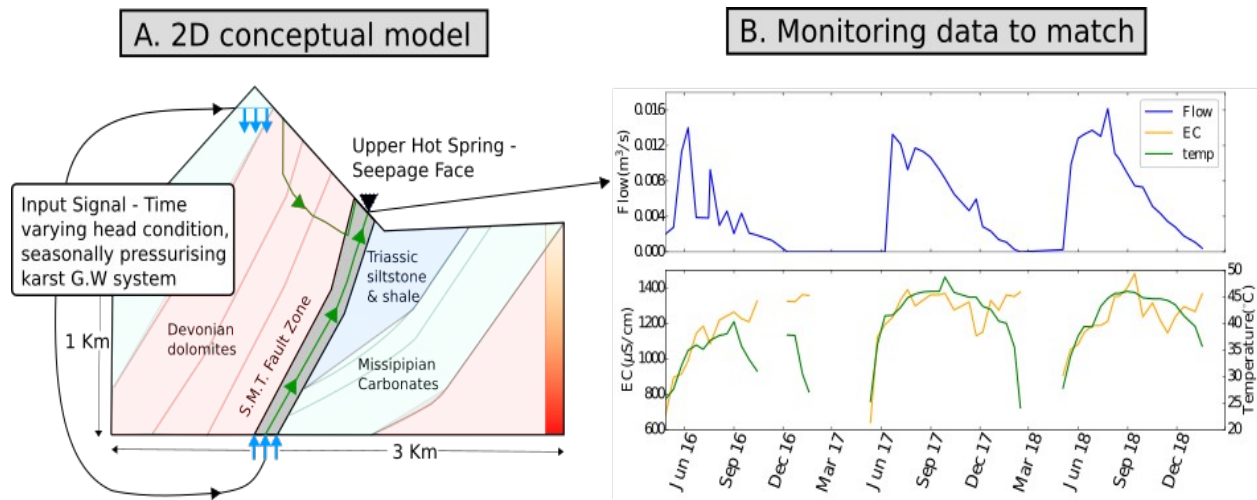 A. 2D conceptual model
Upper Hot Spring -
Seepage Face
Input Signal - Time
varying head condition,
seasonally pressurising
karst G.W system
Triassic
siltstone
& shale
Devonian
dolomites
S.M.T. Fault Zone
Missipipian
Carbonates
1 Km
3 Km
B. Monitoring data to match
Flow(m³/s)
0.016
0.012
0.008
0.004
0.000
Flow
EC
temp
EC(μS/cm)
1400
1200
1000
800
600
50
45
40
35
30
25
20
Temperature(°C)
Jun 16
Sep 16
Dec 16
Mar 17
Jun 17
Sep 17
Dec 17
Mar 18
Jun 18
Sep 18
Dec 18